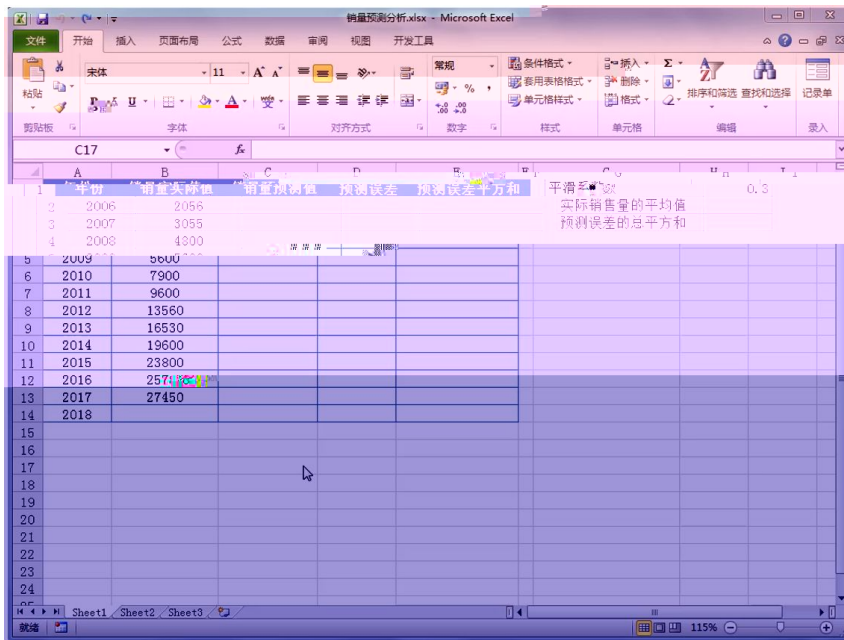 销量预测分析.xlsx - Microsoft Excel
文件 开始 插入 页面布局 公式 数据 审阅 视图 开发工具
粘贴 宋体 11 A A 常规 条件格式 插入 Σ
套用表格格式 删除 排序和筛选 查找和选择 记录单
U A % , 单元格样式 格式
剪贴板 字体 对齐方式 数字 样式 单元格 编辑 录入
C17 fx
A B C D E F G H I
1 年份 销量实际值 销量预测值 预测误差 预测误差平方和 平滑系数 0.3
2 2006 2056 实际销售量的平均值
3 2007 3055 预测误差的总平方和
4 2008 4800
5 2009 5600
6 2010 7900
7 2011 9600
8 2012 13560
9 2013 16530
10 2014 19600
11 2015 23800
12 2016
13 2017 27450
14 2018
15
16
17
18
19
20
21
22
23
24
Sheet1 Sheet2 Sheet3
就绪 115%